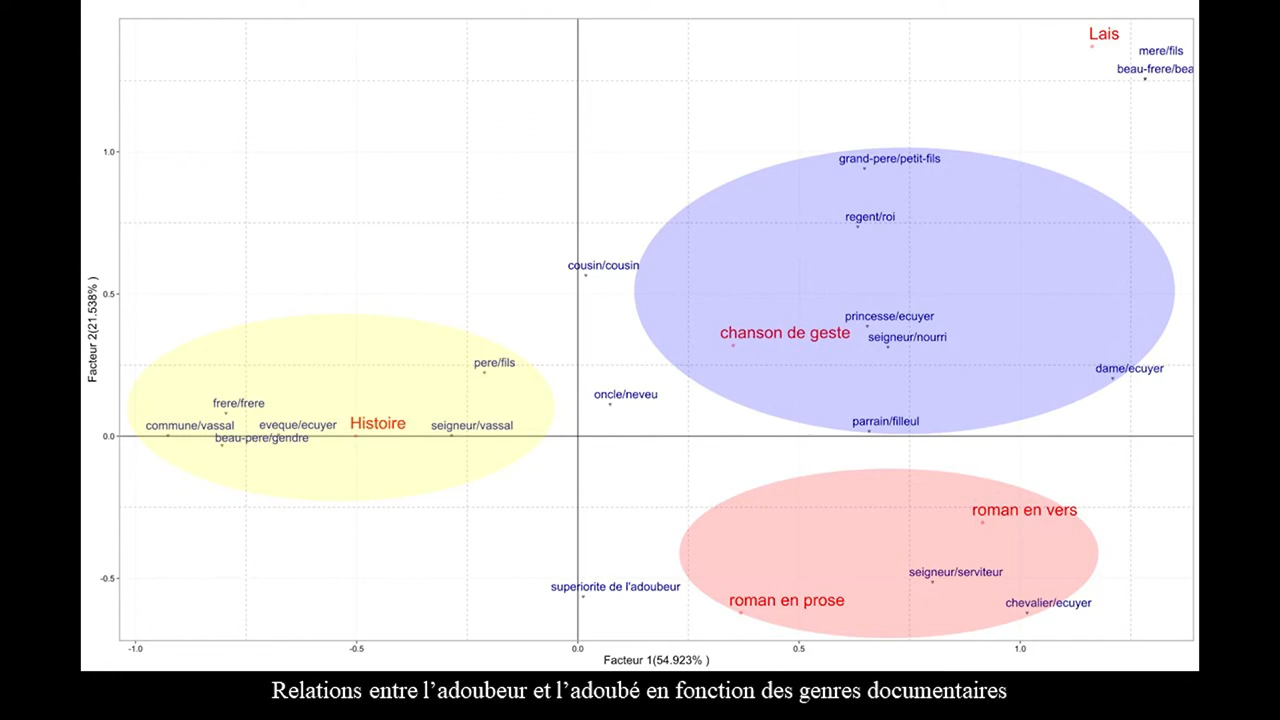 Lais
mere/fils
beau-frere/bea
1.0
grand-pere/petit-fils
regent/roi
cousin/cousin
0.5
princesse/ecuyer
chanson de geste
seigneur/nourri
pere/fils
dame/ecuyer
oncle/neveu
frere/frere
commune/vassal
eveque/ecuyer
Histoire
seigneur/vassal
parrain/filleul
0.0
beau-pere/gendre
roman en vers
seigneur/serviteur
-0.5
superiorite de l'adoubeur
roman en prose
chevalier/ecuyer
-1.0
-0.5
0.0
0.5
1.0
Facteur 1(54.923% )
Facteur 2(21.538% )
Relations entre l’adoubeur et l’adoubé en fonction des genres documentaires